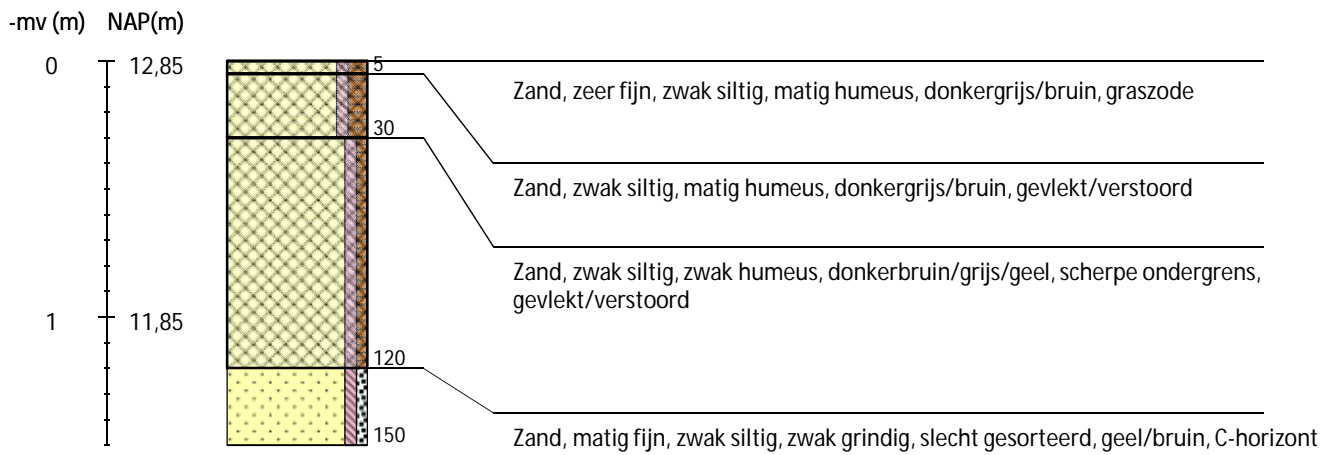 -mv (m) NAP(m)
0 12,85
5
Zand, zeer fijn, zwak siltig, matig humeus, donkergrijs/bruin, graszode
30
Zand, zwak siltig, matig humeus, donkergrijs/bruin, gevlekt/verstoord
Zand, zwak siltig, zwak humeus, donkerbruin/grijs/geel, scherpe ondergrens,
gevlekt/verstoord
1 11,85
120
150
Zand, matig fijn, zwak siltig, zwak grindig, slecht gesorteerd, geel/bruin, C-horizont